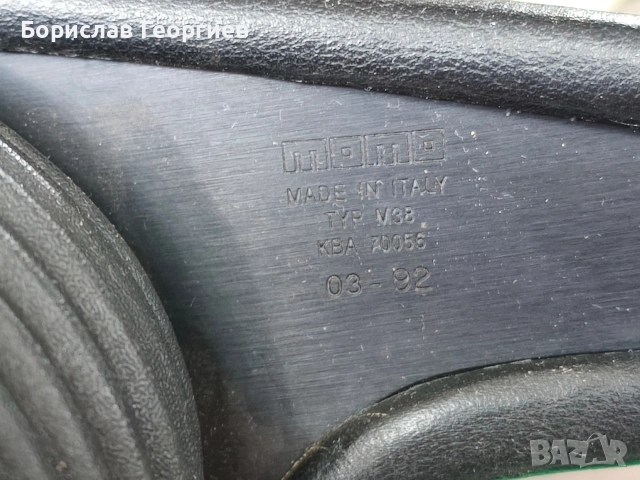 Борислав Георгиев
momo
MADE IN ITALY
TYP M38
KBA 70056
03-92
BAZAR